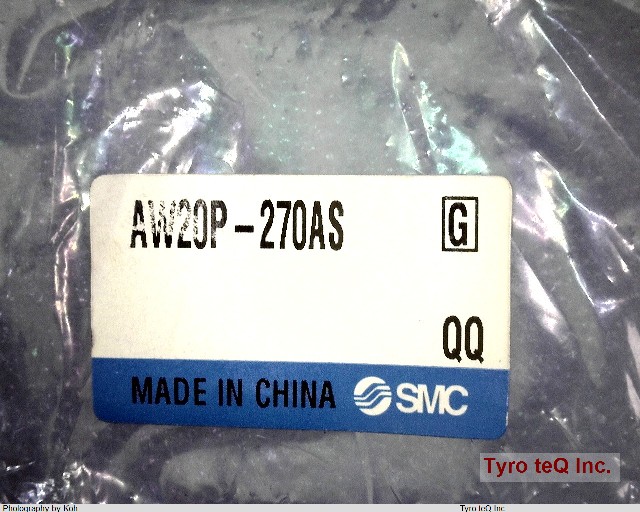 AW20P-270AS
G
QQ
MADE IN CHINA SMC
Tyro teQ Inc.
Photography by Koh Tyro teQ Inc